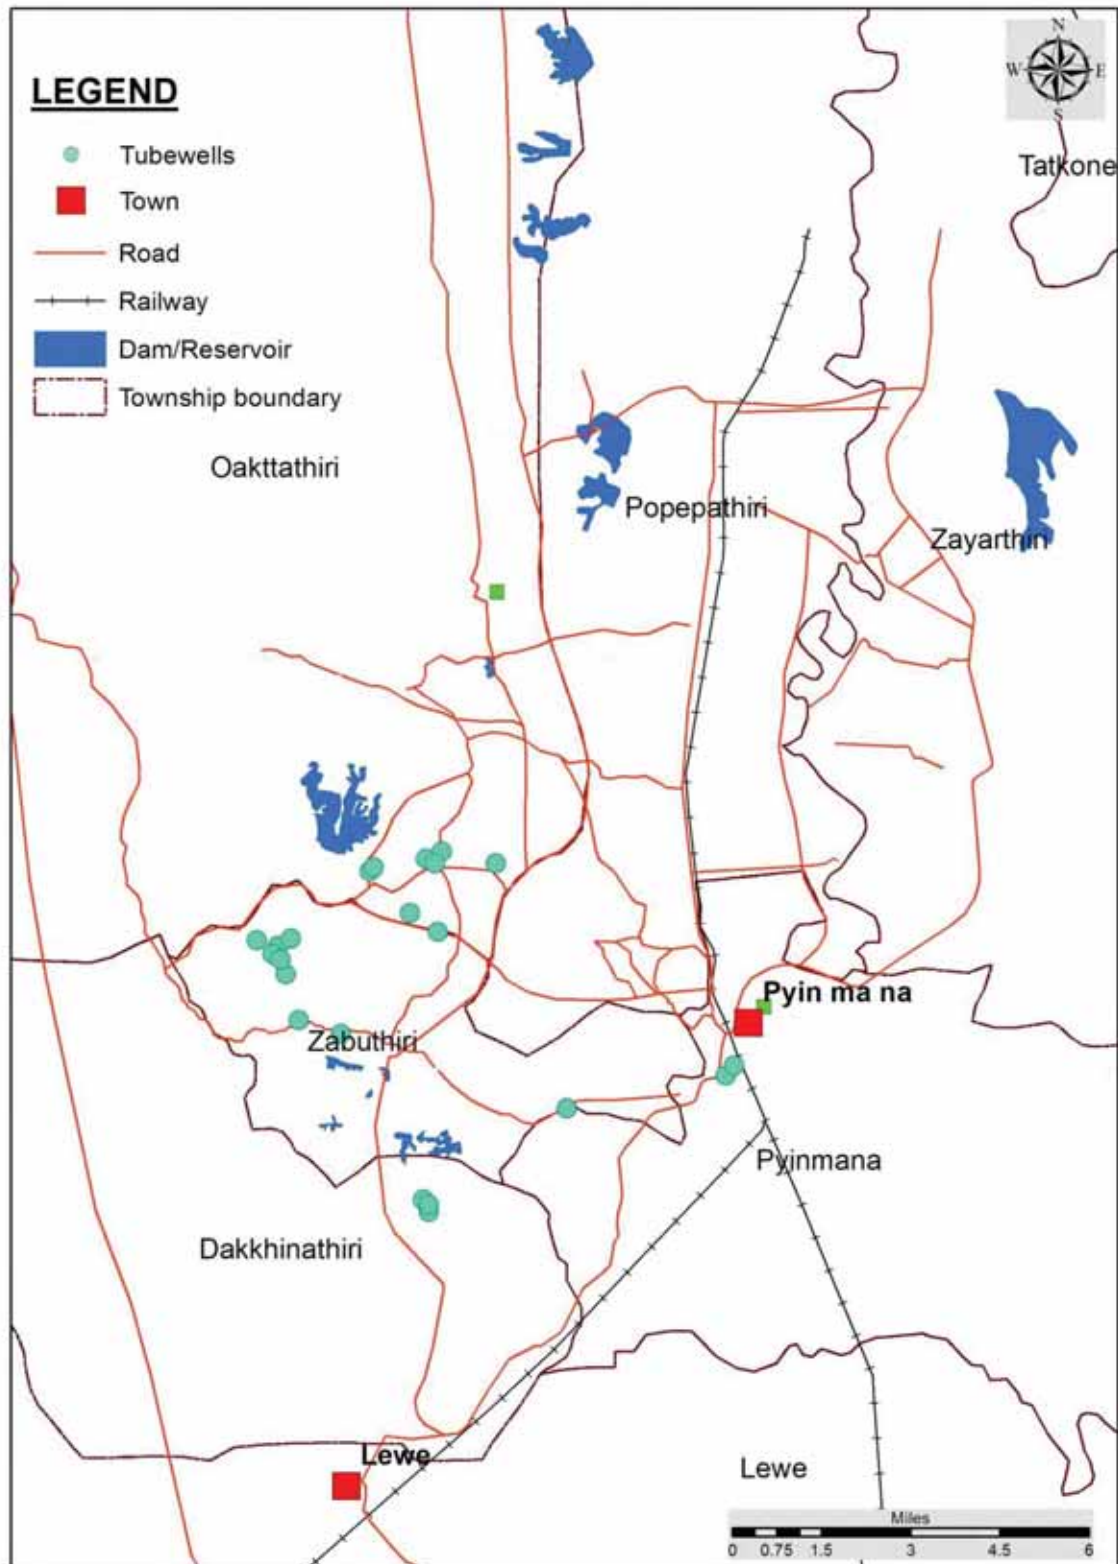 LEGEND
Tubewells
Town
Road
Railway
Dam/Reservoir
Township boundary
N
W E
S
Tatkone
Oakttathiri
Popepathiri
Zayarthiri
Pyin ma na
Zabuthiri
Pyinmana
Dakkhinathiri
Lewe
Lewe
Miles
0 0.75 1.5 3 4.5 6